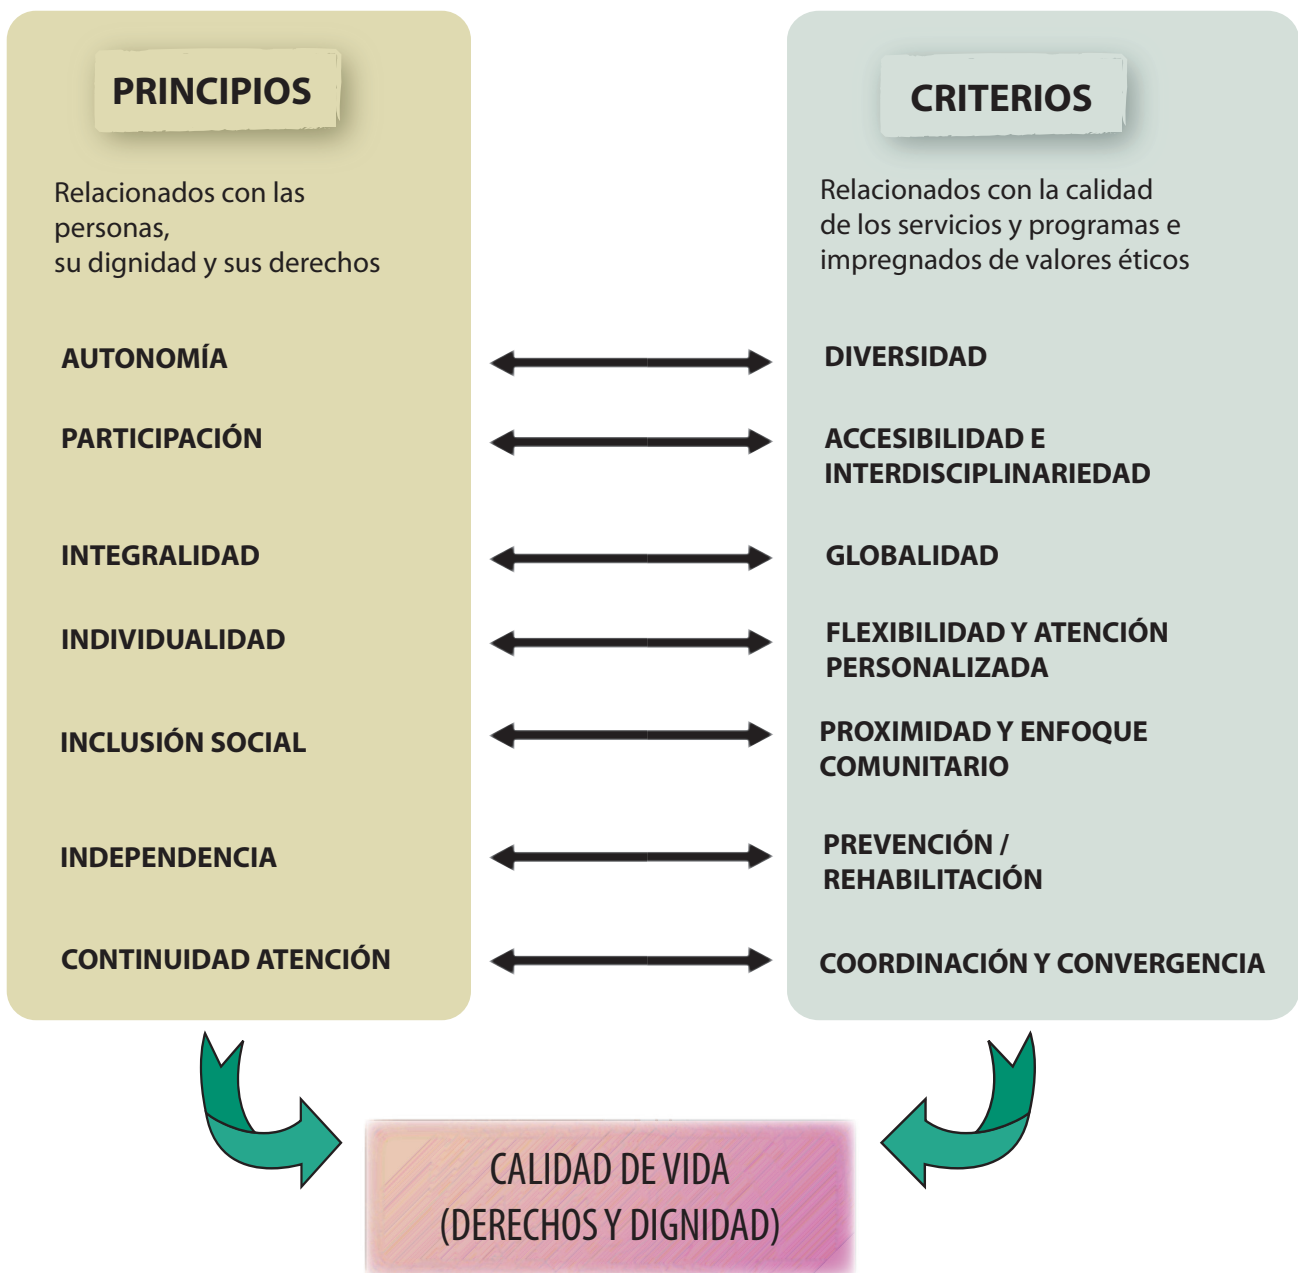 PRINCIPIOS
Relacionados con las
personas,
su dignidad y sus derechos
AUTONOMÍA
PARTICIPACIÓN
INTEGRALIDAD
INDIVIDUALIDAD
INCLUSIÓN SOCIAL
INDEPENDENCIA
CONTINUIDAD ATENCIÓN
CRITERIOS
Relacionados con la calidad
de los servicios y programas e
impregnados de valores éticos
DIVERSIDAD
ACCESIBILIDAD E
INTERDISCIPLINARIEDAD
GLOBALIDAD
FLEXIBILIDAD Y ATENCIÓN
PERSONALIZADA
PROXIMIDAD Y ENFOQUE
COMUNITARIO
PREVENCIÓN /
REHABILITACIÓN
COORDINACIÓN Y CONVERGENCIA
CALIDAD DE VIDA
(DERECHOS Y DIGNIDAD)